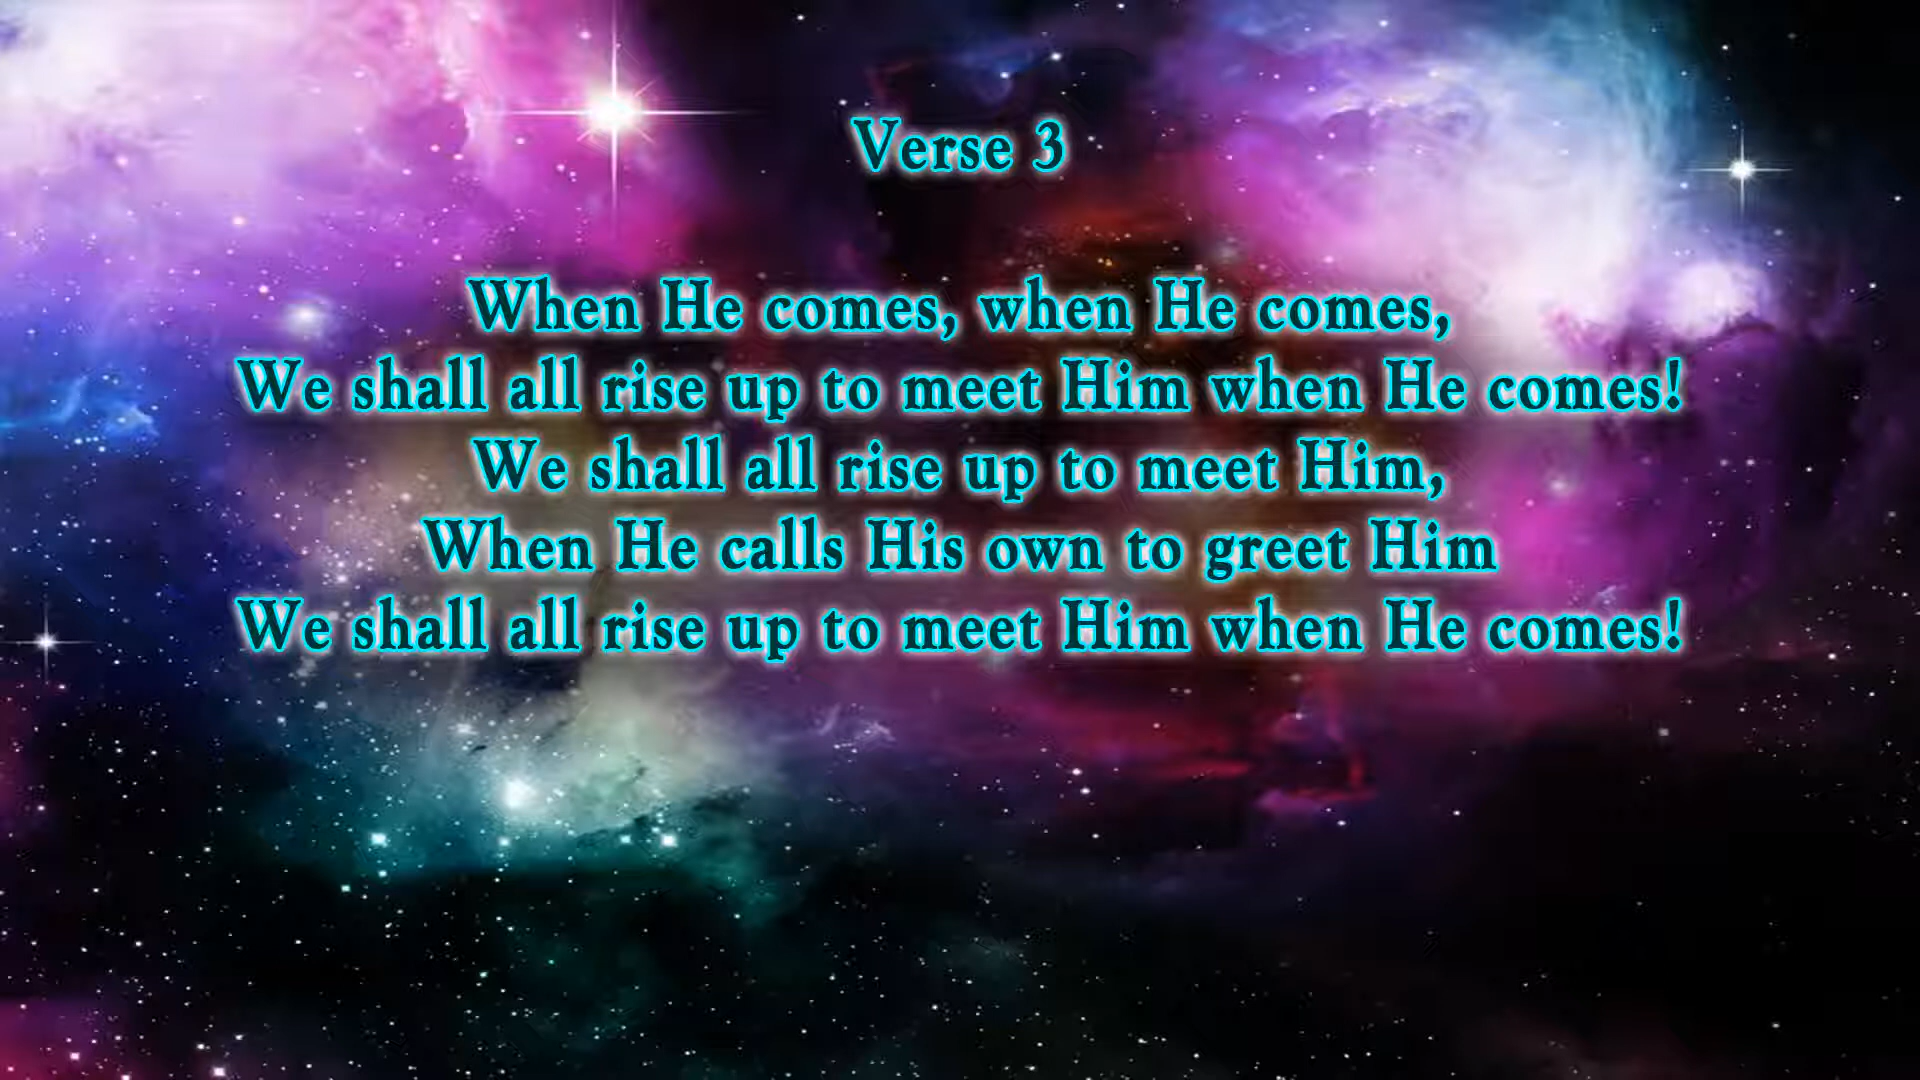 Verse 3
When He comes, when He comes,
We shall all rise up to meet Him when He comes!
We shall all rise up to meet Him,
When He calls His own to greet Him
We shall all rise up to meet Him when He comes!